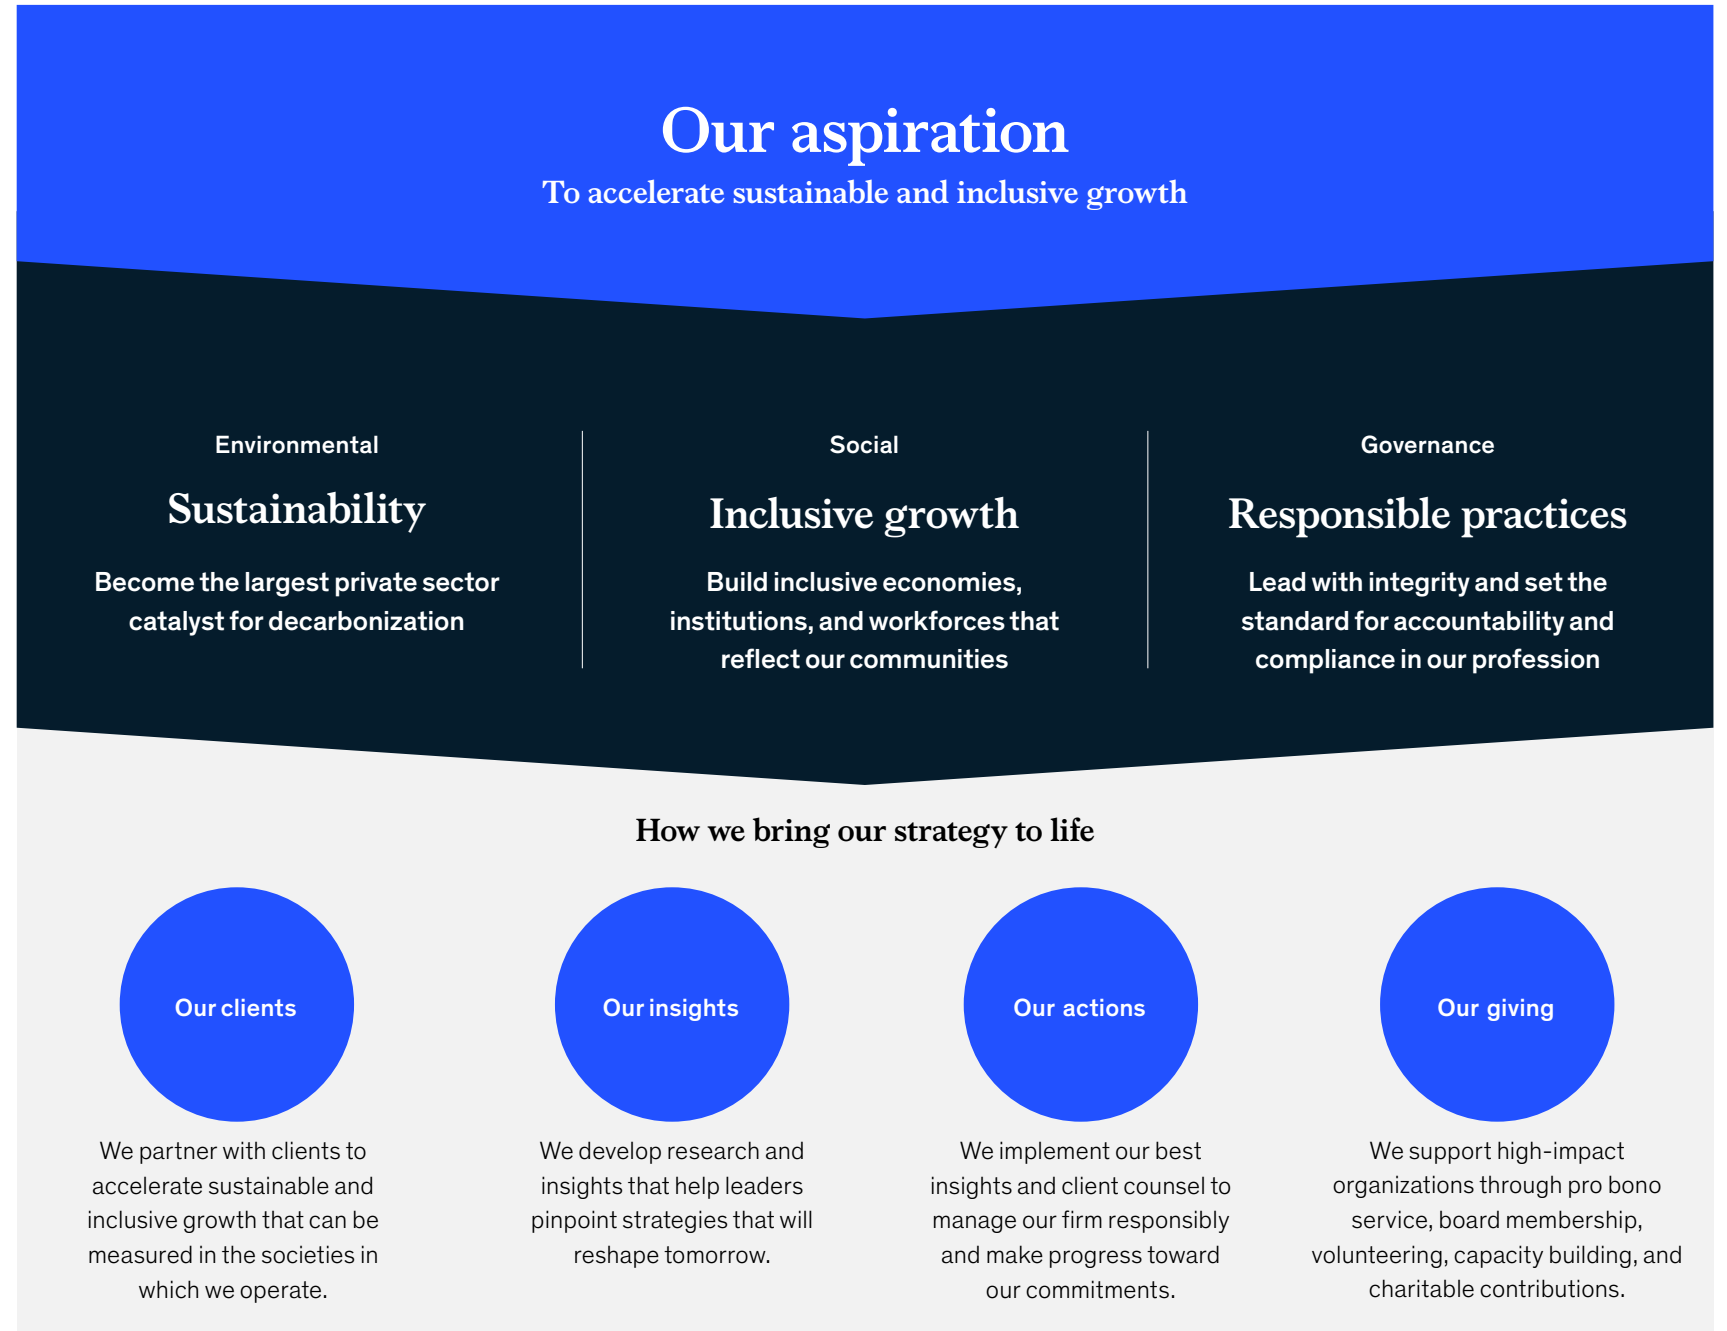 Our aspiration
To accelerate sustainable and inclusive growth
Environmental
Sustainability
Become the largest private sector
catalyst for decarbonization
Social
Inclusive growth
Build inclusive economies,
institutions, and workforces that
reflect our communities
Governance
Responsible practices
Lead with integrity and set the
standard for accountability and
compliance in our profession
How we bring our strategy to life
Our clients
We partner with clients to
accelerate sustainable and
inclusive growth that can be
measured in the societies in
which we operate.
Our insights
We develop research and
insights that help leaders
pinpoint strategies that will
reshape tomorrow.
Our actions
We implement our best
insights and client counsel to
manage our firm responsibly
and make progress toward
our commitments.
Our giving
We support high-impact
organizations through pro bono
service, board membership,
volunteering, capacity building, and
charitable contributions.